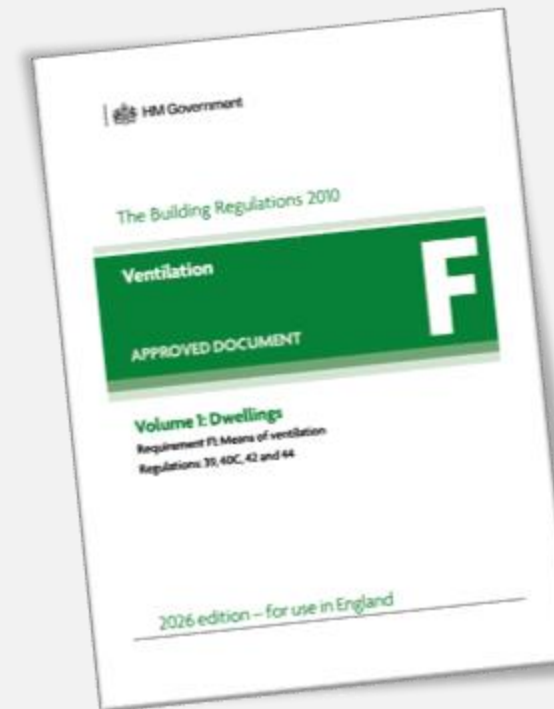 HM Government
The Building Regulations 2010
Ventilation
F
APPROVED DOCUMENT
Volume 1: Dwellings
Requirement F1: Means of ventilation
Regulations: 39, 40C, 42 and 44
2026 edition – for use in England